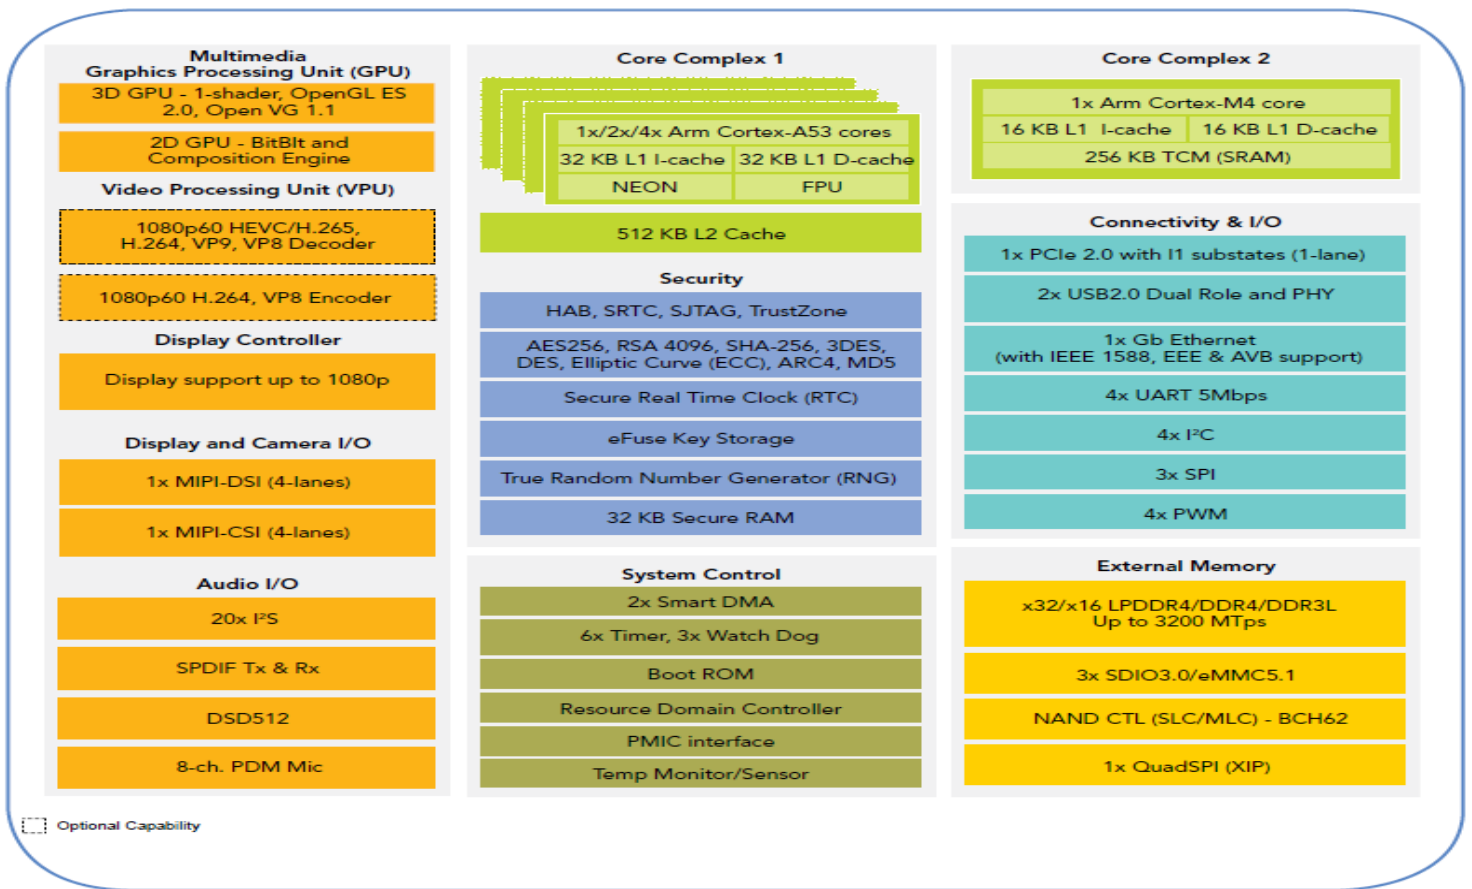 Multimedia
Graphics Processing Unit (GPU)
3D GPU - 1-shader, OpenGL ES
2.0, Open VG 1.1
2D GPU - BitBlt and
Composition Engine
Video Processing Unit (VPU)
1080p60 HEVC/H.265,
H.264, VP9, VP8 Decoder
1080p60 H.264, VP8 Encoder
Display Controller
Display support up to 1080p
Display and Camera I/O
1x MIPI-DSI (4-lanes)
1x MIPI-CSI (4-lanes)
Audio I/O
20x I²S
SPDIF Tx & Rx
DSD512
8-ch. PDM Mic
Core Complex 1
1x/2x/4x Arm Cortex-A53 cores
32 KB L1 I-cache
32 KB L1 D-cache
NEON
FPU
512 KB L2 Cache
Security
HAB, SRTC, SJTAG, TrustZone
AES256, RSA 4096, SHA-256, 3DES,
DES, Elliptic Curve (ECC), ARC4, MD5
Secure Real Time Clock (RTC)
eFuse Key Storage
True Random Number Generator (RNG)
32 KB Secure RAM
System Control
2x Smart DMA
6x Timer, 3x Watch Dog
Boot ROM
Resource Domain Controller
PMIC interface
Temp Monitor/Sensor
Core Complex 2
1x Arm Cortex-M4 core
16 KB L1 I-cache
16 KB L1 D-cache
256 KB TCM (SRAM)
Connectivity & I/O
1x PCIe 2.0 with l1 substates (1-lane)
2x USB2.0 Dual Role and PHY
1x Gb Ethernet
(with IEEE 1588, EEE & AVB support)
4x UART 5Mbps
4x I²C
3x SPI
4x PWM
External Memory
x32/x16 LPDDR4/DDR4/DDR3L
Up to 3200 MTps
3x SDIO3.0/eMMC5.1
NAND CTL (SLC/MLC) - BCH62
1x QuadSPI (XIP)
Optional Capability